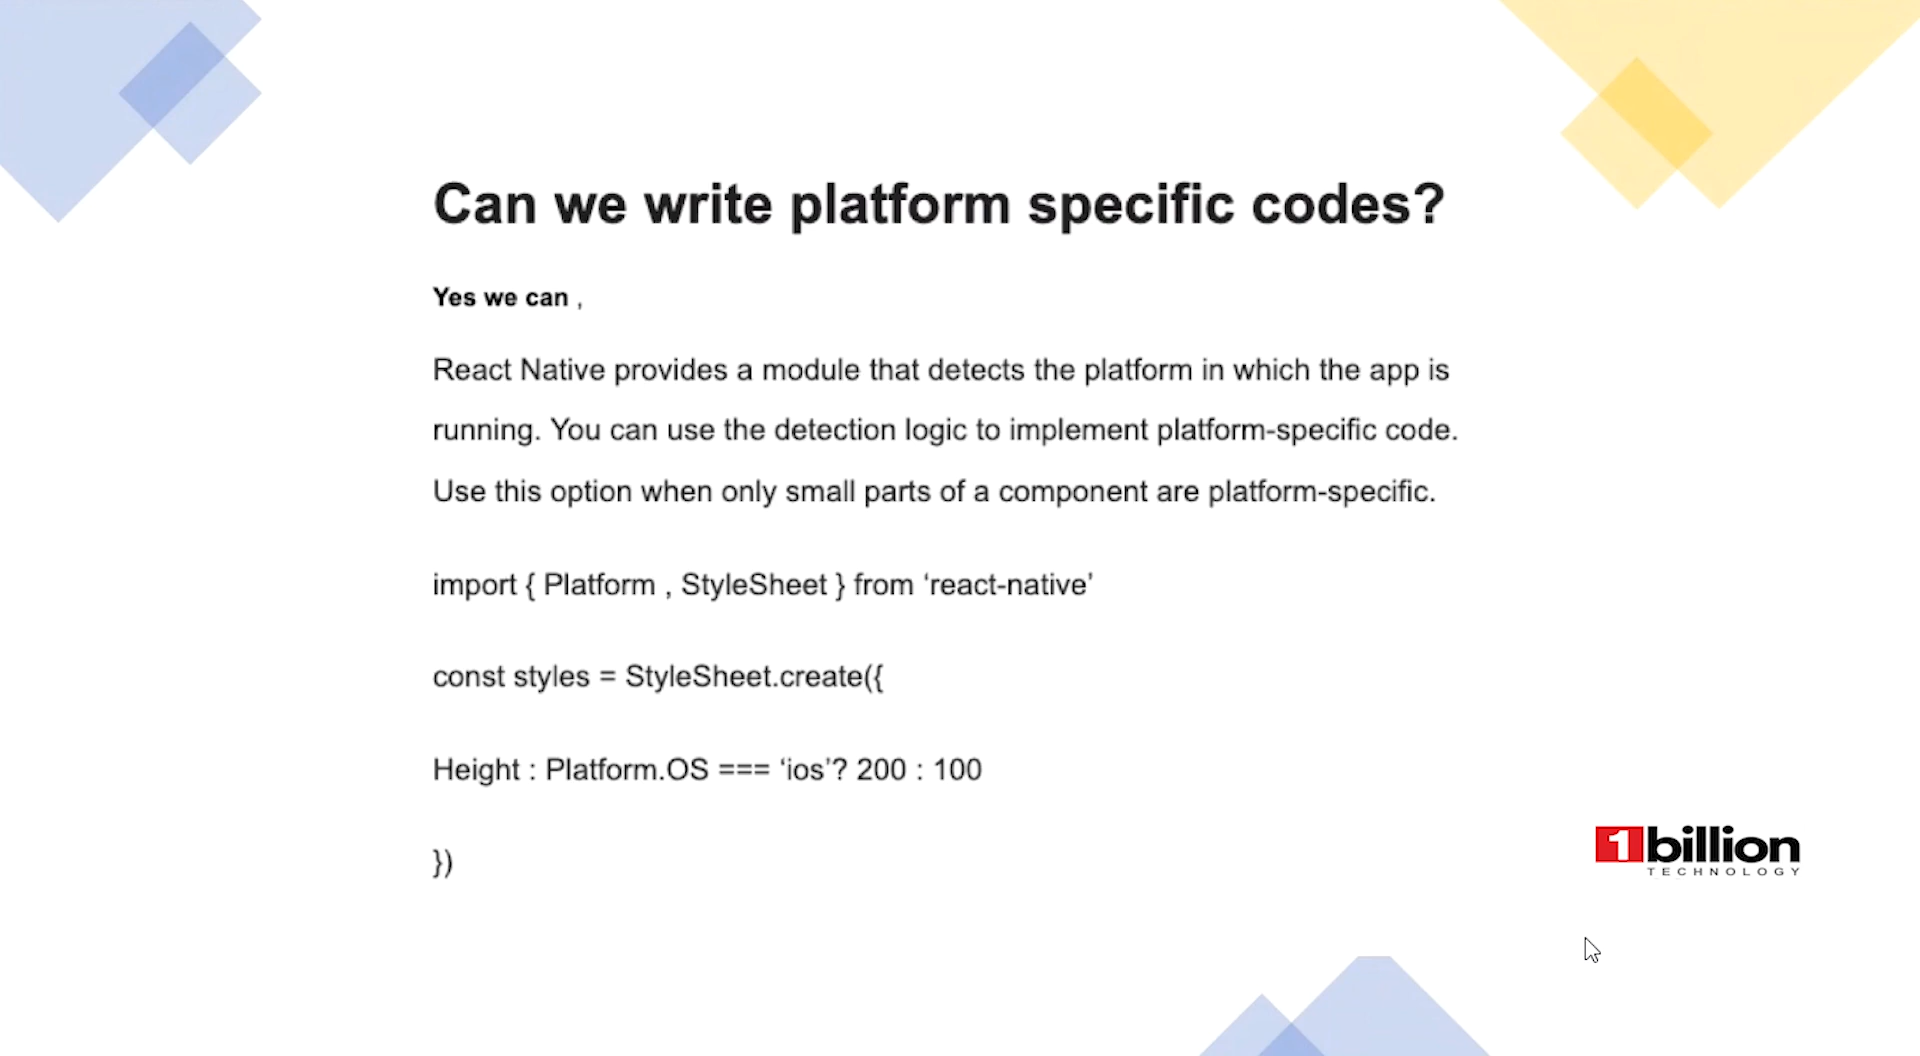 Can we write platform specific codes?
Yes we can ,
React Native provides a module that detects the platform in which the app is
running. You can use the detection logic to implement platform-specific code.
Use this option when only small parts of a component are platform-specific.
import { Platform , StyleSheet } from ‘react-native’
const styles = StyleSheet.create({
Height : Platform.OS === ‘ios’? 200 : 100
})
1billion
TECHNOLOGY